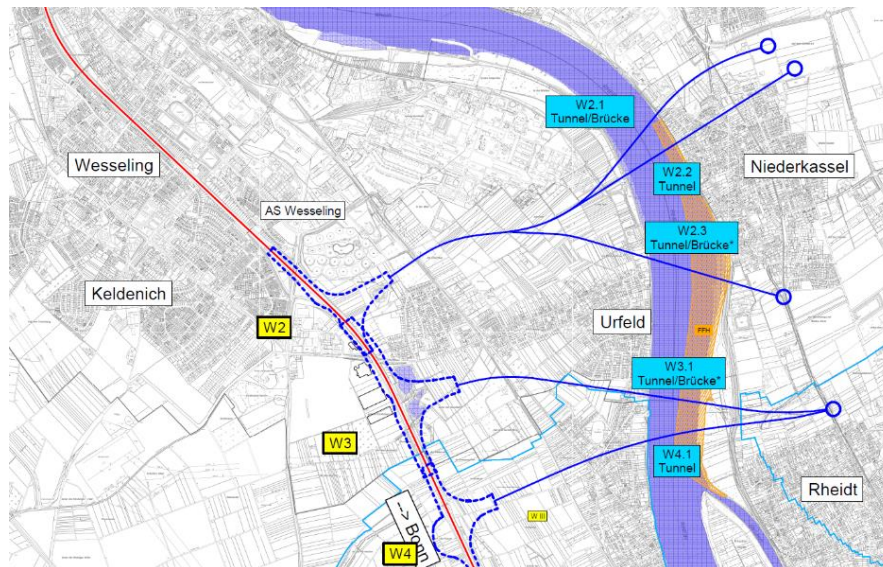 W2.1
Tunnel/Brücke
Wesseling
Niederkassel
W2.2
Tunnel
AS Wesseling
W2.3
Tunnel/Brücke*
Keldenich
W2
Urfeld
FFH
W3.1
Tunnel/Brücke*
W3
W4.1
Tunnel
Rheidt
--> Bonn
W III
W4